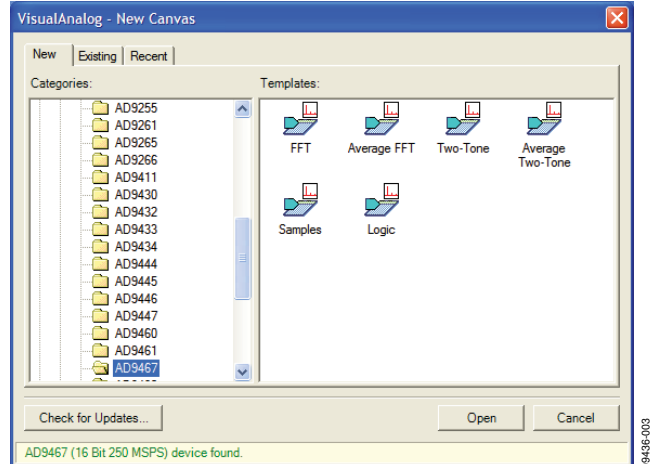 VisualAnalog - New Canvas
New Existing Recent
Categories:
AD9255
AD9261
AD9265
AD9266
AD9411
AD9430
AD9432
AD9433
AD9434
AD9444
AD9445
AD9446
AD9447
AD9460
AD9461
AD9467
Templates:
FFT
Average FFT
Two-Tone
Average
Two-Tone
Samples
Logic
Check for Updates...
Open
Cancel
AD9467 (16 Bit 250 MSPS) device found.
9436-003